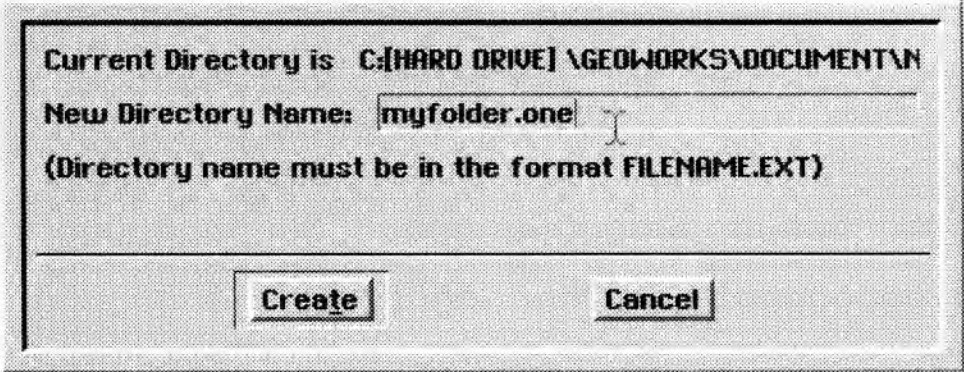 Current Directory is C:[HARD DRIVE] \GEOWORKS\DOCUMENT\N
New Directory Name: myfolder.one
(Directory name must be in the format FILENAME.EXT)
Create Cancel